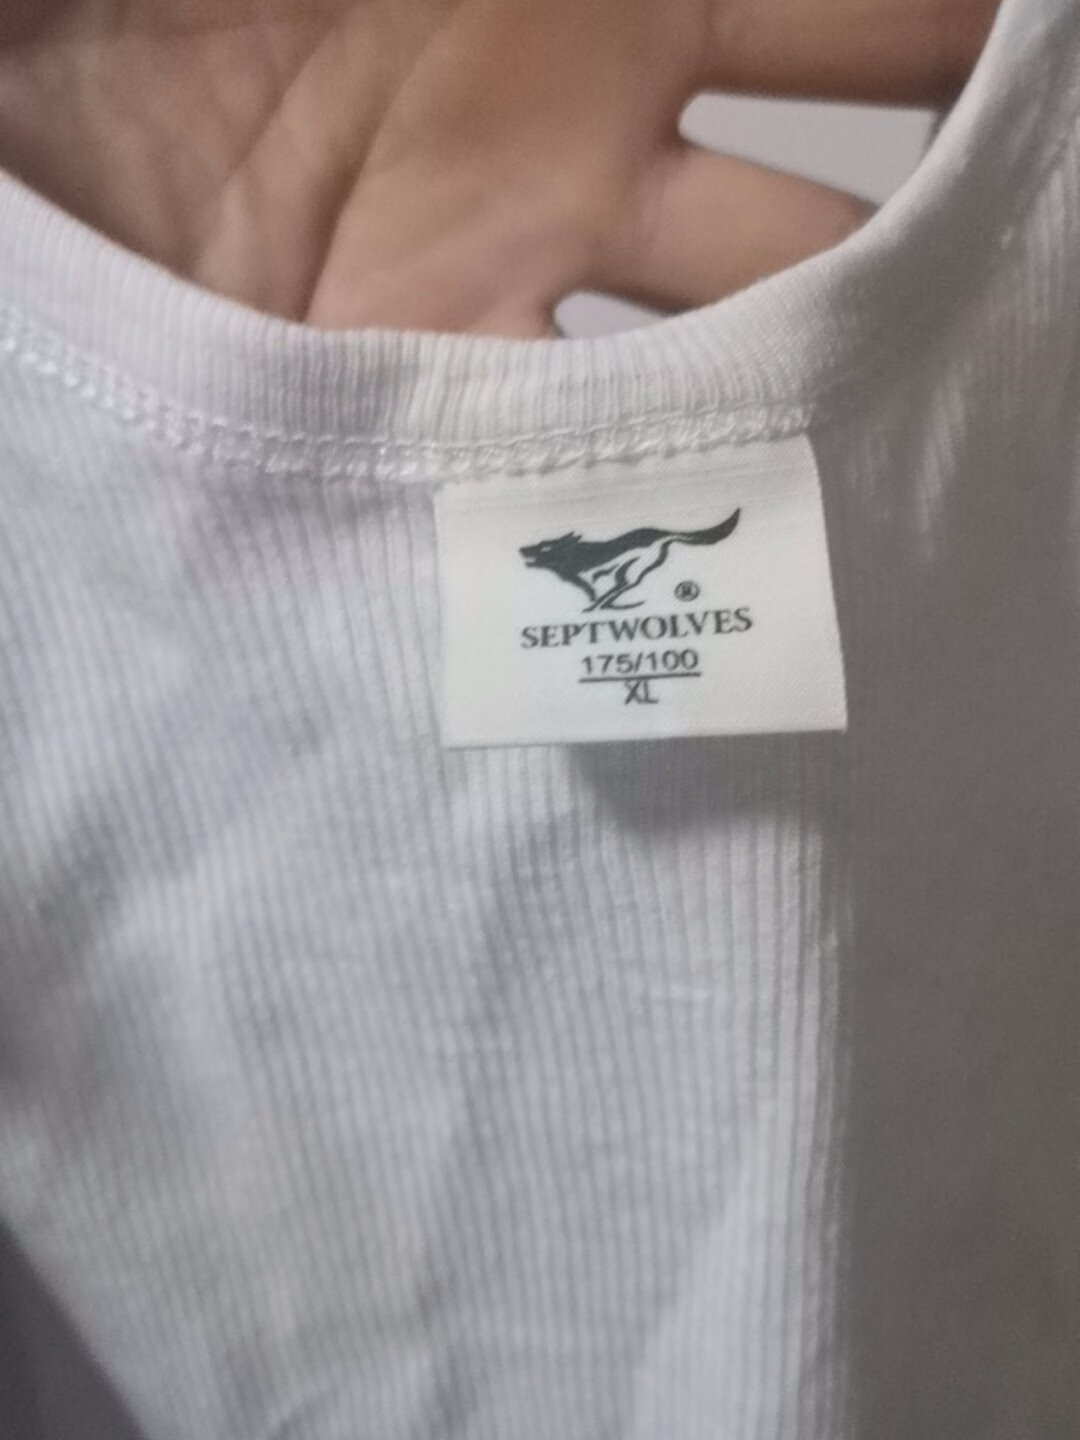 ®
SEPTWOLVES
175/100
XL